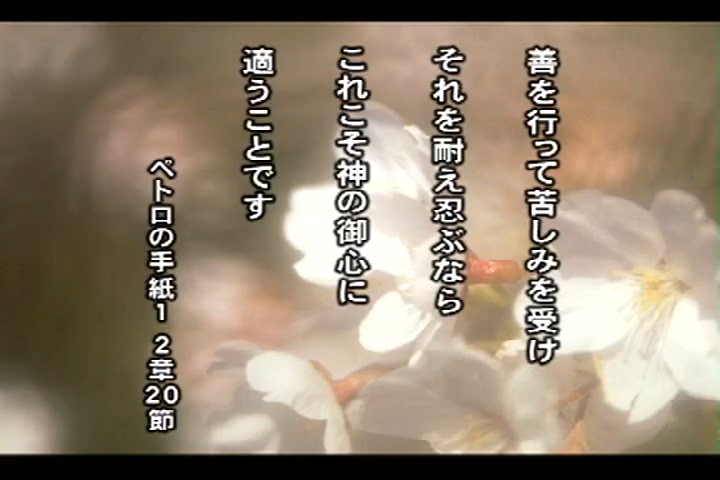 善を行って苦しみを受け
それを耐え忍ぶなら
これこそ神の御心に
適うことです
ペトロの手紙1 2章20節